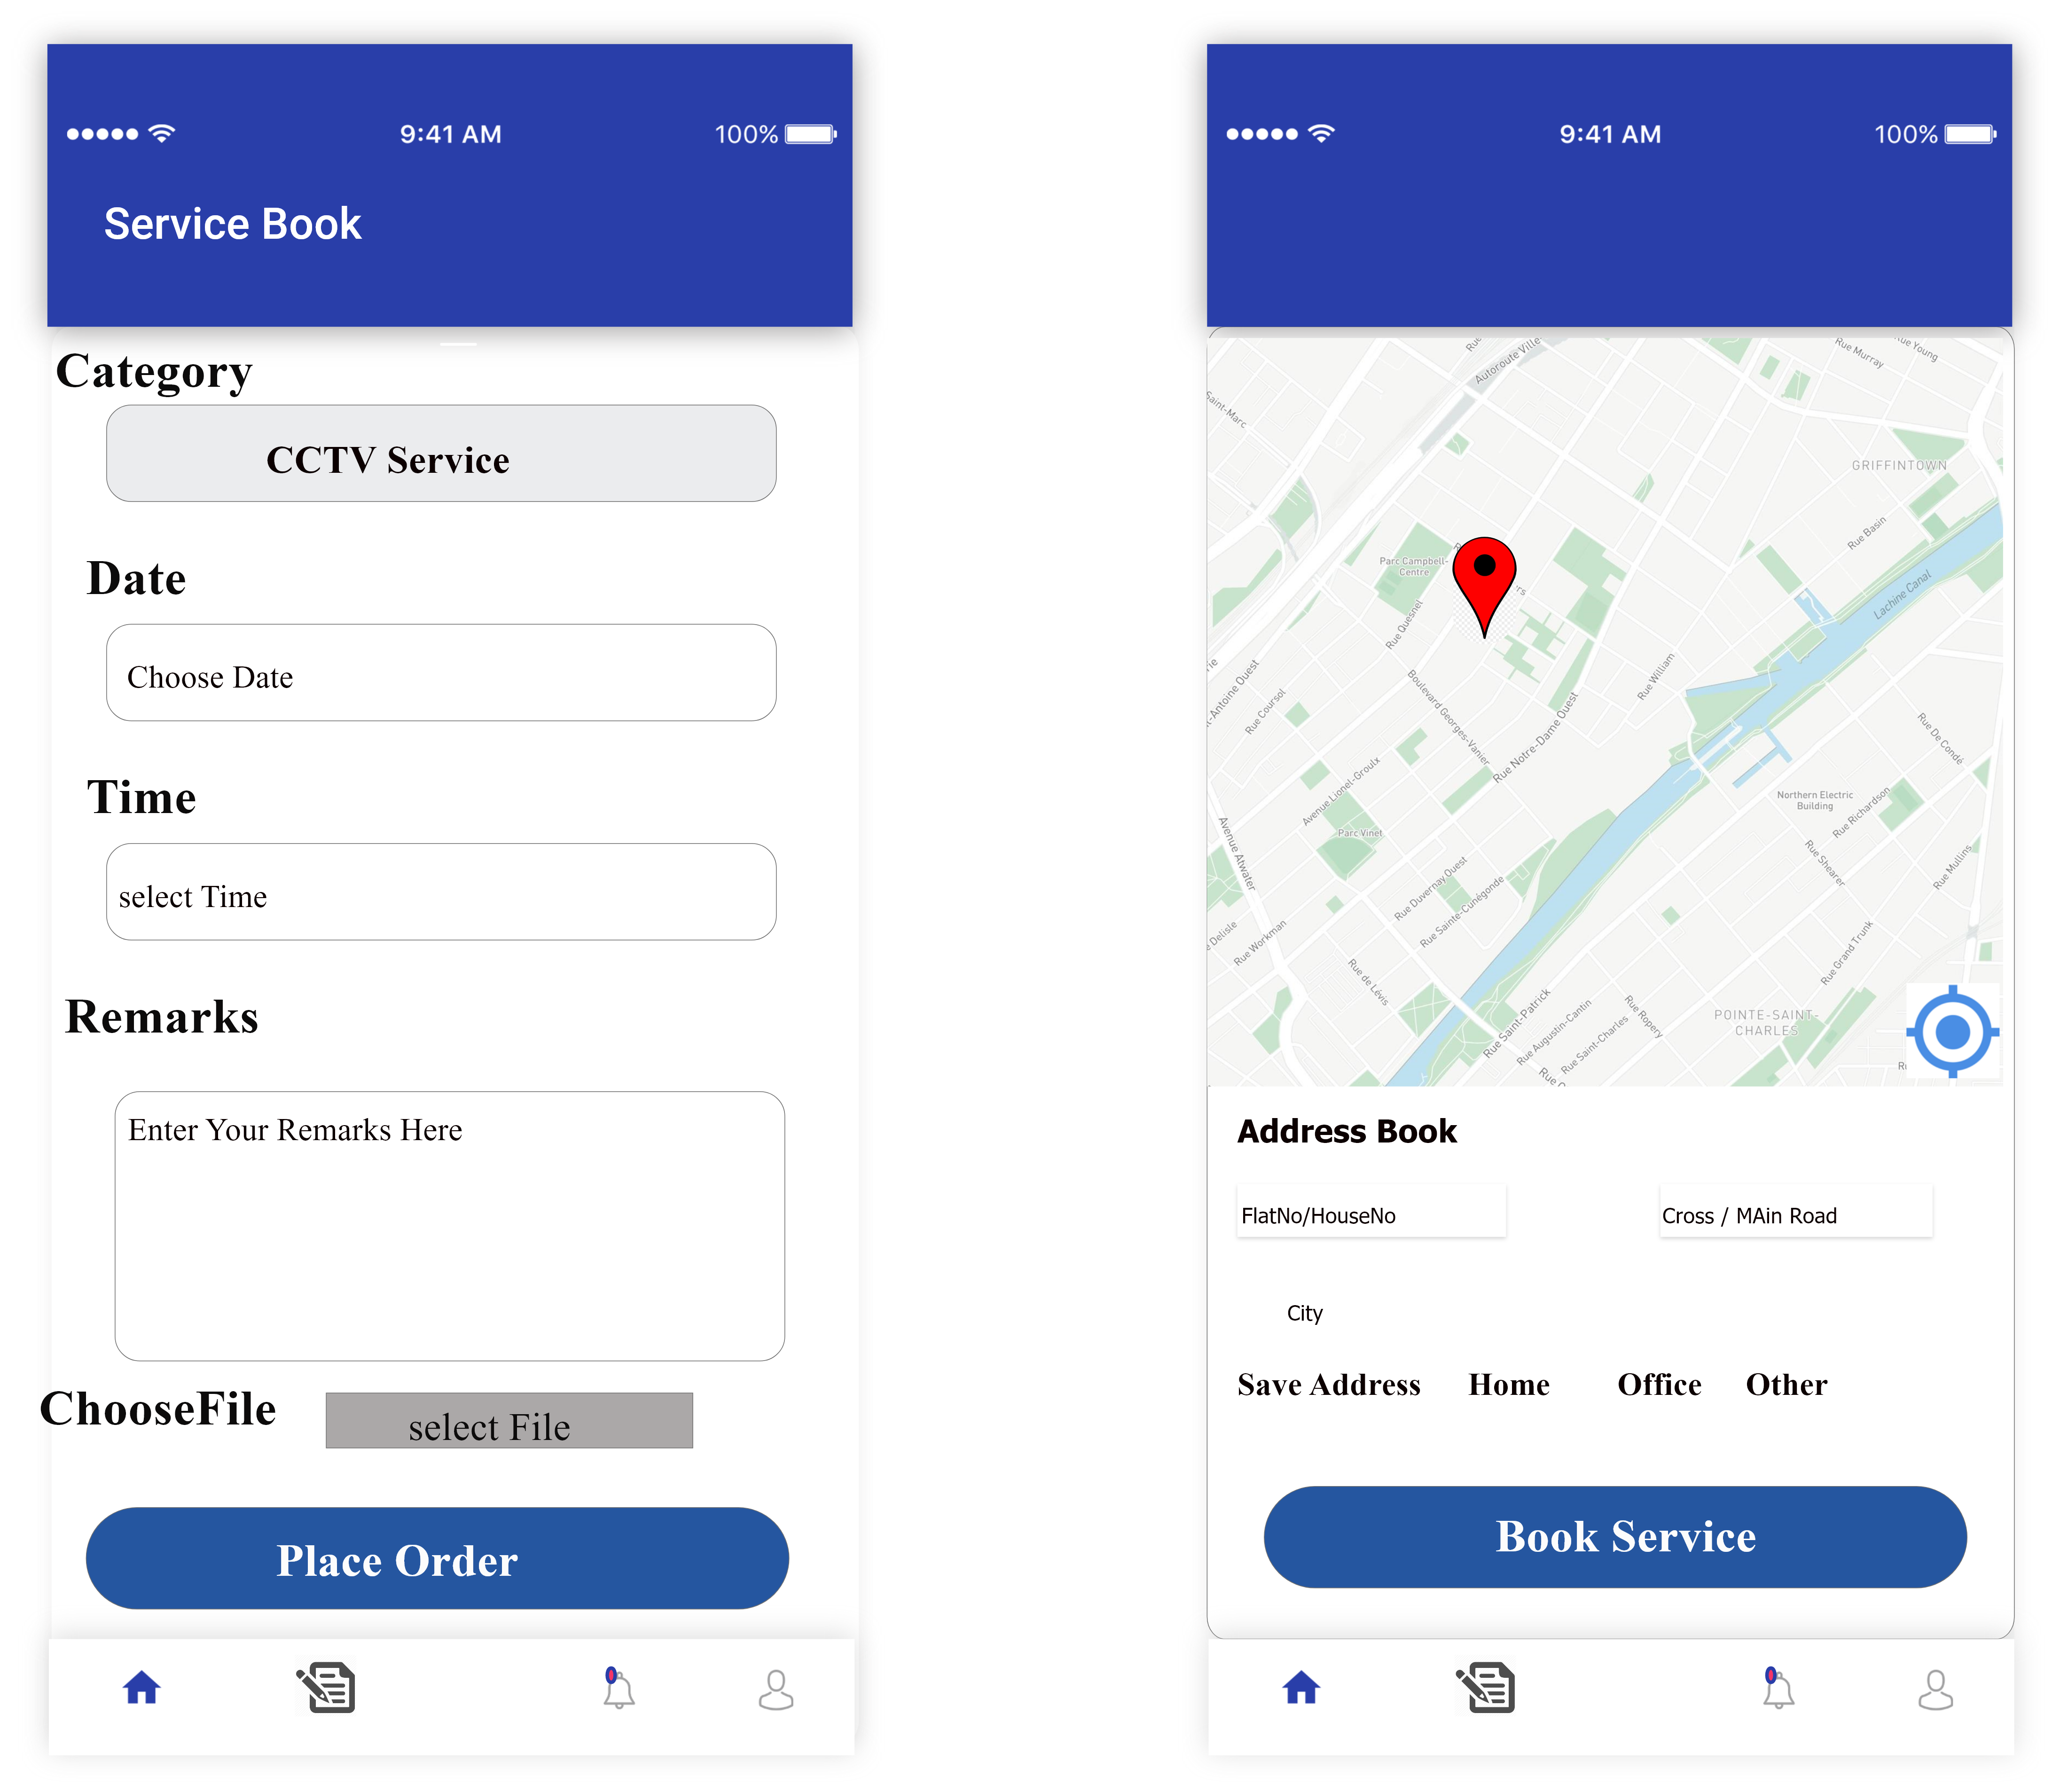 9:41 AM
100%
Service Book
Category
CCTV Service
Date
Choose Date
Time
select Time
Remarks
Enter Your Remarks Here
ChooseFile
select File
Place Order
9:41 AM
100%
Autoroute Ville-
Rue Murray
Rue Young
Saint-Marc
GRIFFINTOWN
Rue Basin
Parc Campbell-
Centre
Lachine Canal
Rue Quesnel
Rue William
-Antoine Ouest
Rue Coursol
Boulevard Georges-Vanier
Rue Notre-Dame Ouest
Rue De Condé
Avenue Lionel-Groulx
Northern Electric
Building
Rue Richardson
Parc Vinet
Avenue Atwater
Rue Shearer
Rue Mullins
Rue Duvernay Ouest
Rue Sainte-Cunégonde
Delisle
Rue Workman
Rue Grand Trunk
Rue de Lévis
Rue Saint-Patrick
Rue Augustin-Cantin
Rue Saint-Charles
Rue Ropery
POINTE-SAINT-
CHARLES
Address Book
FlatNo/HouseNo
Cross / MAin Road
City
Save Address Home Office Other
Book Service